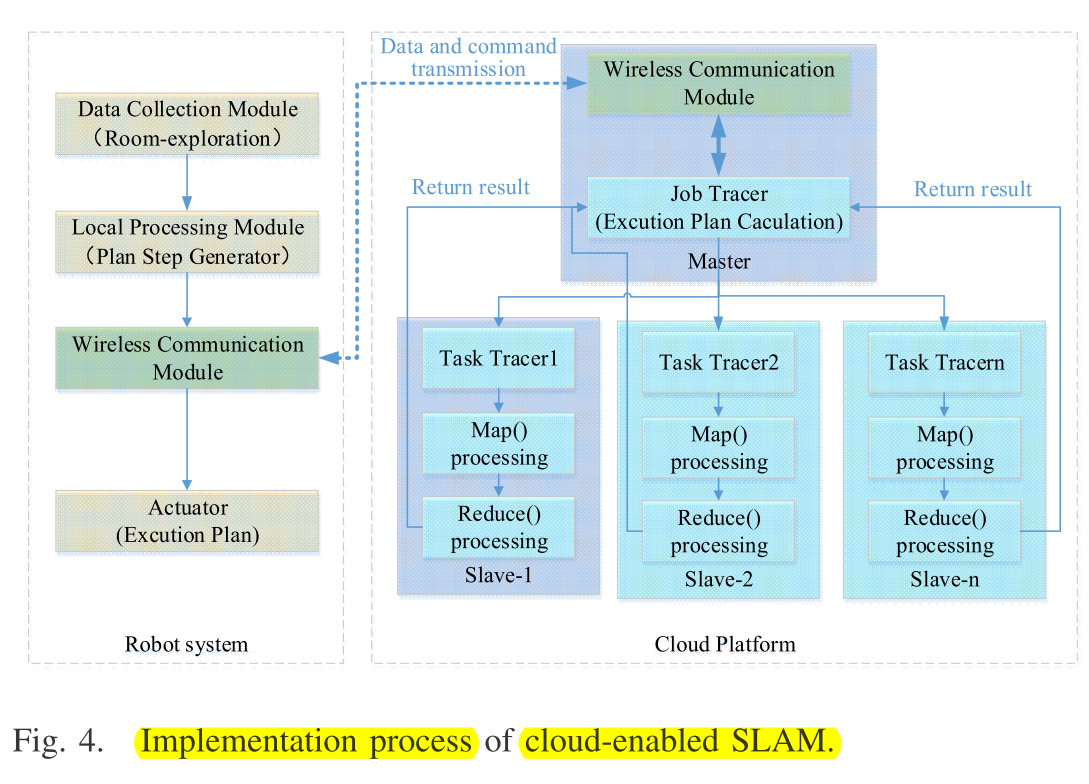 Data Collection Module
（Room-exploration）
Local Processing Module
（Plan Step Generator）
Wireless Communication
Module
Actuator
(Excution Plan)
Robot system
Data and command
transmission
Wireless Communication
Module
Return result
Job Tracer
(Excution Plan Caculation)
Return result
Master
Task Tracer1
Map()
processing
Reduce()
processing
Slave-1
Task Tracer2
Map()
processing
Reduce()
processing
Slave-2
Task Tracern
Map()
processing
Reduce()
processing
Slave-n
Cloud Platform
Fig. 4. Implementation process of cloud-enabled SLAM.